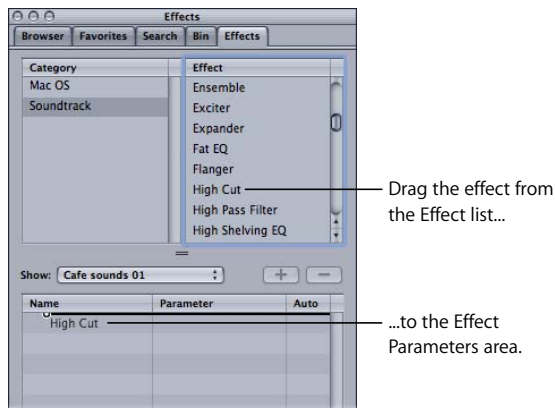 Effects
Browser Favorites Search Bin Effects
Category
Mac OS
Soundtrack
Effect
Ensemble
Exciter
Expander
Fat EQ
Flanger
High Cut
High Pass Filter
High Shelving EQ
Drag the effect from
the Effect list...
Show: Cafe sounds 01
Name Parameter Auto
High Cut
...to the Effect
Parameters area.